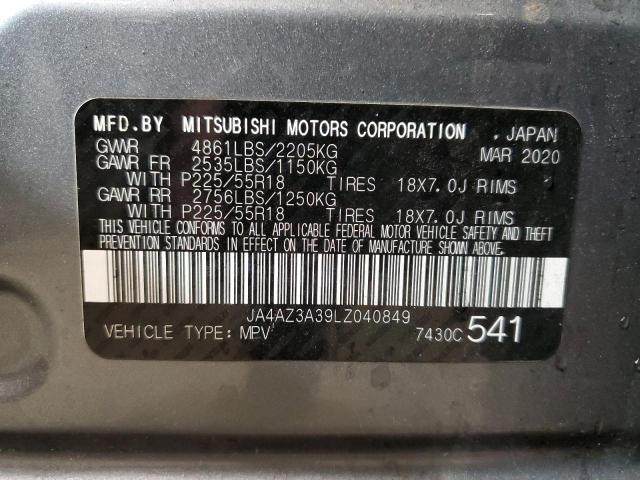 MFD.BY MITSUBISHI MOTORS CORPORATION . JAPAN
GVWR 4861LBS/2205KG MAR 2020
GAWR FR 2535LBS/1150KG
WITH P225/55R18 TIRES 18X7.0J RIMS
GAWR RR 2756LBS/1250KG
WITH P225/55R18 TIRES 18X7.0J RIMS
THIS VEHICLE CONFORMS TO ALL APPLICABLE FEDERAL MOTOR VEHICLE SAFETY AND THEFT
PREVENTION STANDARDS IN EFFECT ON THE DATE OF MANUFACTURE SHOWN ABOVE.
JA4AZ3A39LZ040849
VEHICLE TYPE: MPV 7430C 541